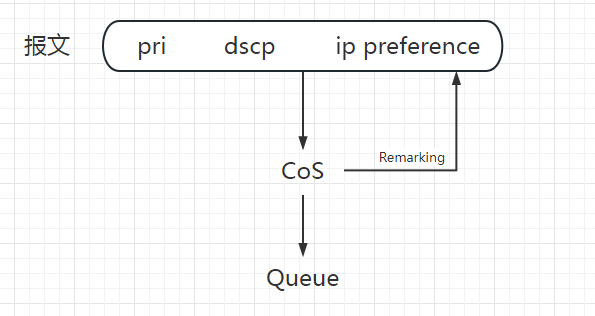 报文 pri dscp ip preference
Remarking
CoS
Queue